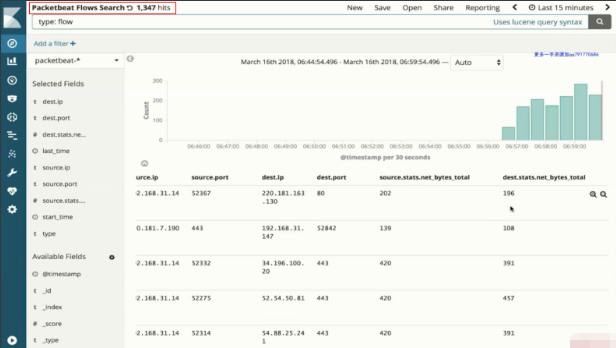 Packetbeat Flows Search 1,347 hits
New Save Open Share Reporting Last 15 minutes
type: flow
Uses lucene query syntax
Add a filter +
packetbeat-*
March 16th 2018, 06:44:54.496 - March 16th 2018, 06:59:54.496 — Auto
Selected Fields
t dest.ip
t dest.port
# dest.stats.ne...
last_time
t source.ip
t source.port
# source.stats....
start_time
t type
Available Fields
@timestamp
t _id
t _index
# _score
t _type
Count
200
200
100
0
06:46:00 06:47:00 06:48:00 06:49:00 06:50:00 06:51:00 06:52:00 06:53:00 06:54:00 06:55:00 06:56:00 06:57:00 06:58:00 06:59:00
@timestamp per 30 seconds
urce.ip source.port dest.ip dest.port source.stats.net_bytes_total dest.stats.net_bytes_total
2.168.31.14 52367 220.181.163 80 202 196
.130
0.181.7.190 443 192.168.31. 52842 139 108
147
2.168.31.14 52332 34.196.100. 443 420 391
20
2.168.31.14 52275 52.54.50.81 443 420 457
2.168.31.14 52314 54.88.25.24 443 420 391
1